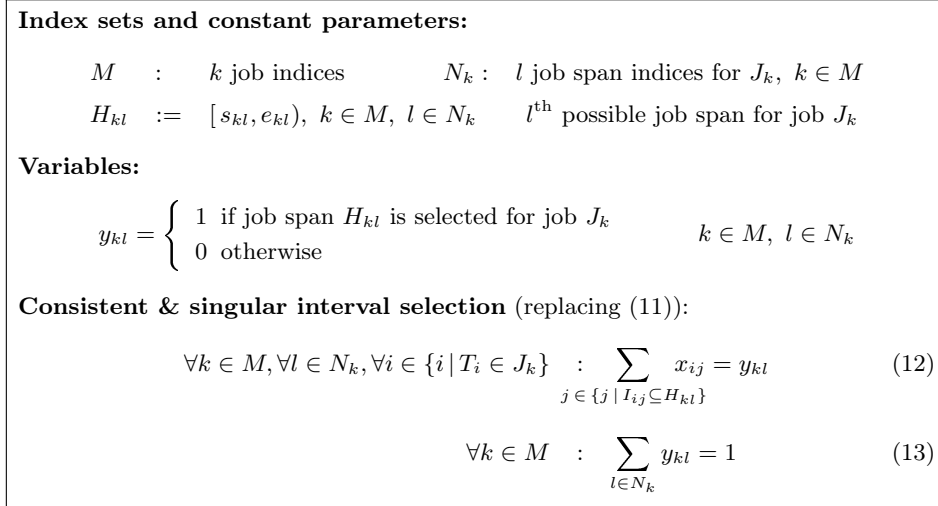 Index sets and constant parameters:
M : k job indices N_k : l job span indices for J_k, k ∈ M
H_kl := [s_kl, e_kl), k ∈ M, l ∈ N_k l^th possible job span for job J_k
Variables:
y_kl = { 1 if job span H_kl is selected for job J_k
0 otherwise k ∈ M, l ∈ N_k
Consistent & singular interval selection (replacing (11)):
∀k ∈ M, ∀l ∈ N_k, ∀i ∈ {i | T_i ∈ J_k} : ∑_{j ∈ {j | I_ij ⊆ H_kl}} x_ij = y_kl (12)
∀k ∈ M : ∑_{l∈N_k} y_kl = 1 (13)